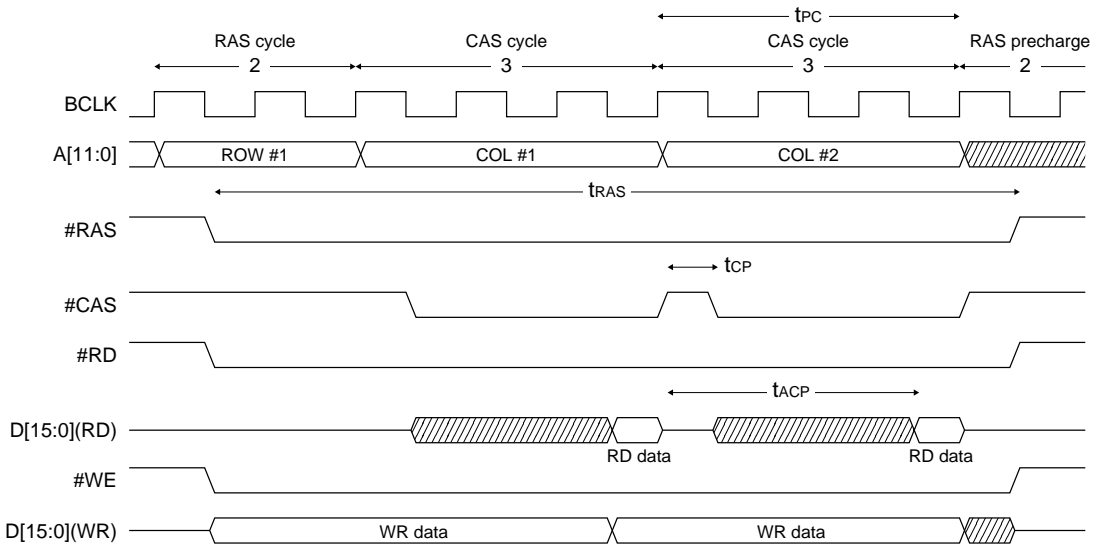 tPC
RAS cycle
CAS cycle
CAS cycle
RAS precharge
2
3
3
2
BCLK
A[11:0]
ROW #1
COL #1
COL #2
tRAS
#RAS
tCP
#CAS
#RD
tACP
D[15:0](RD)
RD data
RD data
#WE
D[15:0](WR)
WR data
WR data